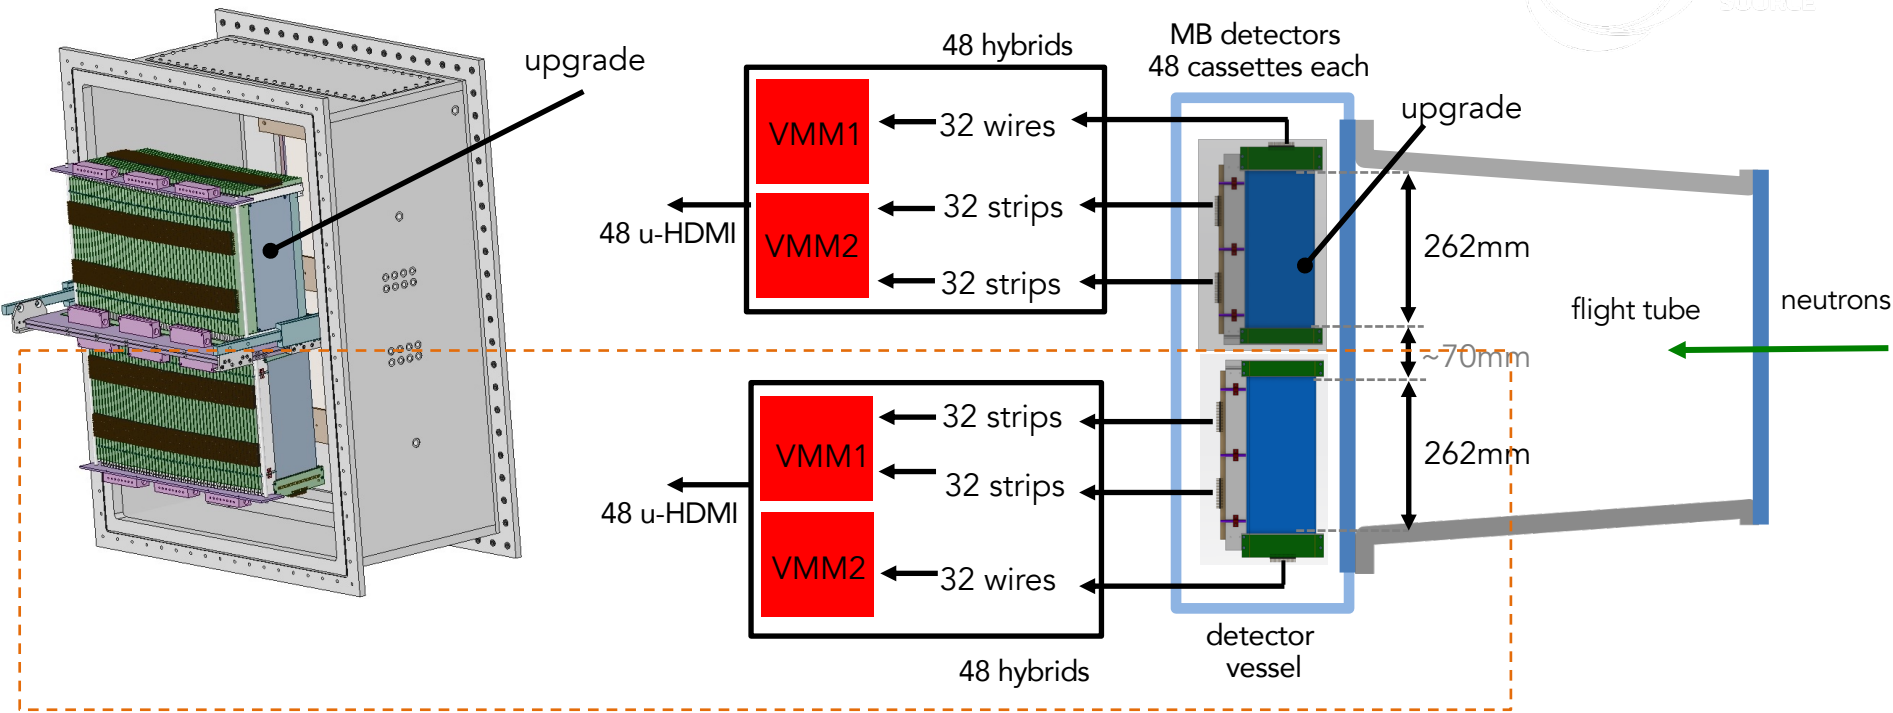 SOURCE
upgrade
48 hybrids
MB detectors
48 cassettes each
upgrade
VMM1
32 wires
VMM2
32 strips
32 strips
48 u-HDMI
262mm
~70mm
262mm
flight tube
neutrons
VMM1
32 strips
32 strips
48 u-HDMI
VMM2
32 wires
detector
vessel
48 hybrids